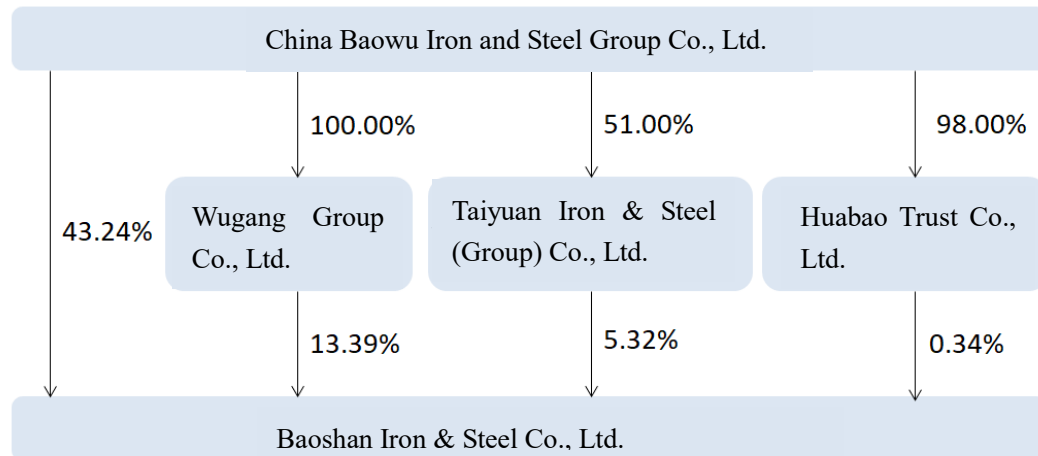 China Baowu Iron and Steel Group Co., Ltd.
100.00%
51.00%
98.00%
43.24%
Wugang Group
Co., Ltd.
Taiyuan Iron & Steel
(Group) Co., Ltd.
Huabao Trust Co.,
Ltd.
13.39%
5.32%
0.34%
Baoshan Iron & Steel Co., Ltd.